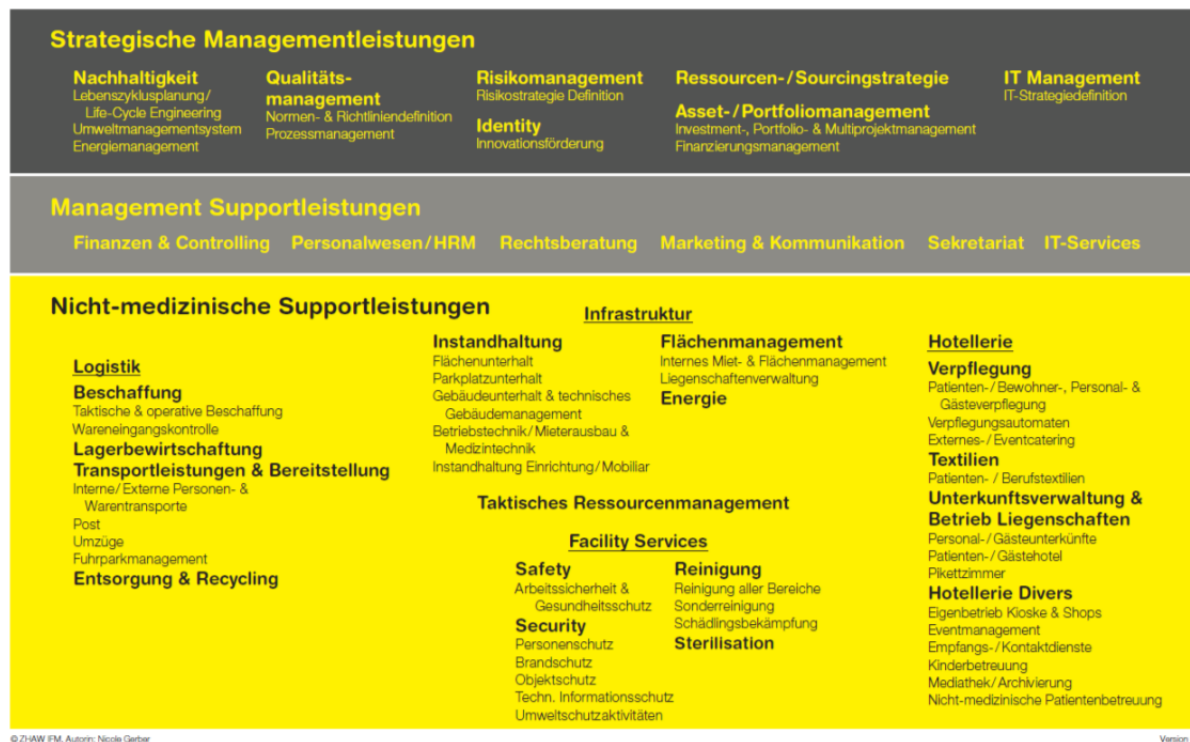 Strategische Managementleistungen
Nachhaltigkeit
Lebenszyklusplanung/
Life-Cycle Engineering
Umweltmanagementsystem
Energiemanagement
Qualitäts-
management
Normen- & Richtliniendefinition
Prozessmanagement
Risikomanagement
Risikostrategie Definition
Identity
Innovationsförderung
Ressourcen-/Sourcingstrategie
Asset-/Portfoliomanagement
Investment-, Portfolio- & Multiprojektmanagement
Finanzierungsmanagement
IT Management
IT-Strategiedefinition
Management Supportleistungen
Finanzen & Controlling Personalwesen/HRM Rechtsberatung Marketing & Kommunikation Sekretariat IT-Services
Nicht-medizinische Supportleistungen
Logistik
Beschaffung
Taktische & operative Beschaffung
Wareneingangskontrolle
Lagerbewirtschaftung
Transportleistungen & Bereitstellung
Interne/Externe Personen- &
Warentransporte
Post
Umzüge
Fuhrparkmanagement
Entsorgung & Recycling
Infrastruktur
Instandhaltung
Flächenunterhalt
Parkplatzunterhalt
Gebäudeunterhalt & technisches
Gebäudemanagement
Betriebstechnik/Mieterausbau &
Medizintechnik
Instandhaltung Einrichtung/Mobiliar
Flächenmanagement
Internes Miet- & Flächenmanagement
Liegenschaftenverwaltung
Energie
Taktisches Ressourcenmanagement
Facility Services
Safety
Arbeitssicherheit &
Gesundheitsschutz
Security
Personenschutz
Brandschutz
Objektschutz
Techn. Informationsschutz
Umweltschutzaktivitäten
Reinigung
Reinigung aller Bereiche
Sonderreinigung
Schädlingsbekämpfung
Sterilisation
Hotellerie
Verpflegung
Patienten-/Bewohner-, Personal- &
Gästeverpflegung
Verpflegungsautomaten
Externes-/Eventcatering
Textilien
Patienten- / Berufstextilien
Unterkunftsverwaltung &
Betrieb Liegenschaften
Personal-/Gästeunterkünfte
Patienten-/Gästehotel
Pikettzimmer
Hotellerie Divers
Eigenbetrieb Kioske & Shops
Eventmanagement
Empfangs-/Kontaktdienste
Kinderbetreuung
Mediathek/Archivierung
Nicht-medizinische Patientenbetreuung
© ZHAW IFM, Autorin: Nicole Gerber
Version